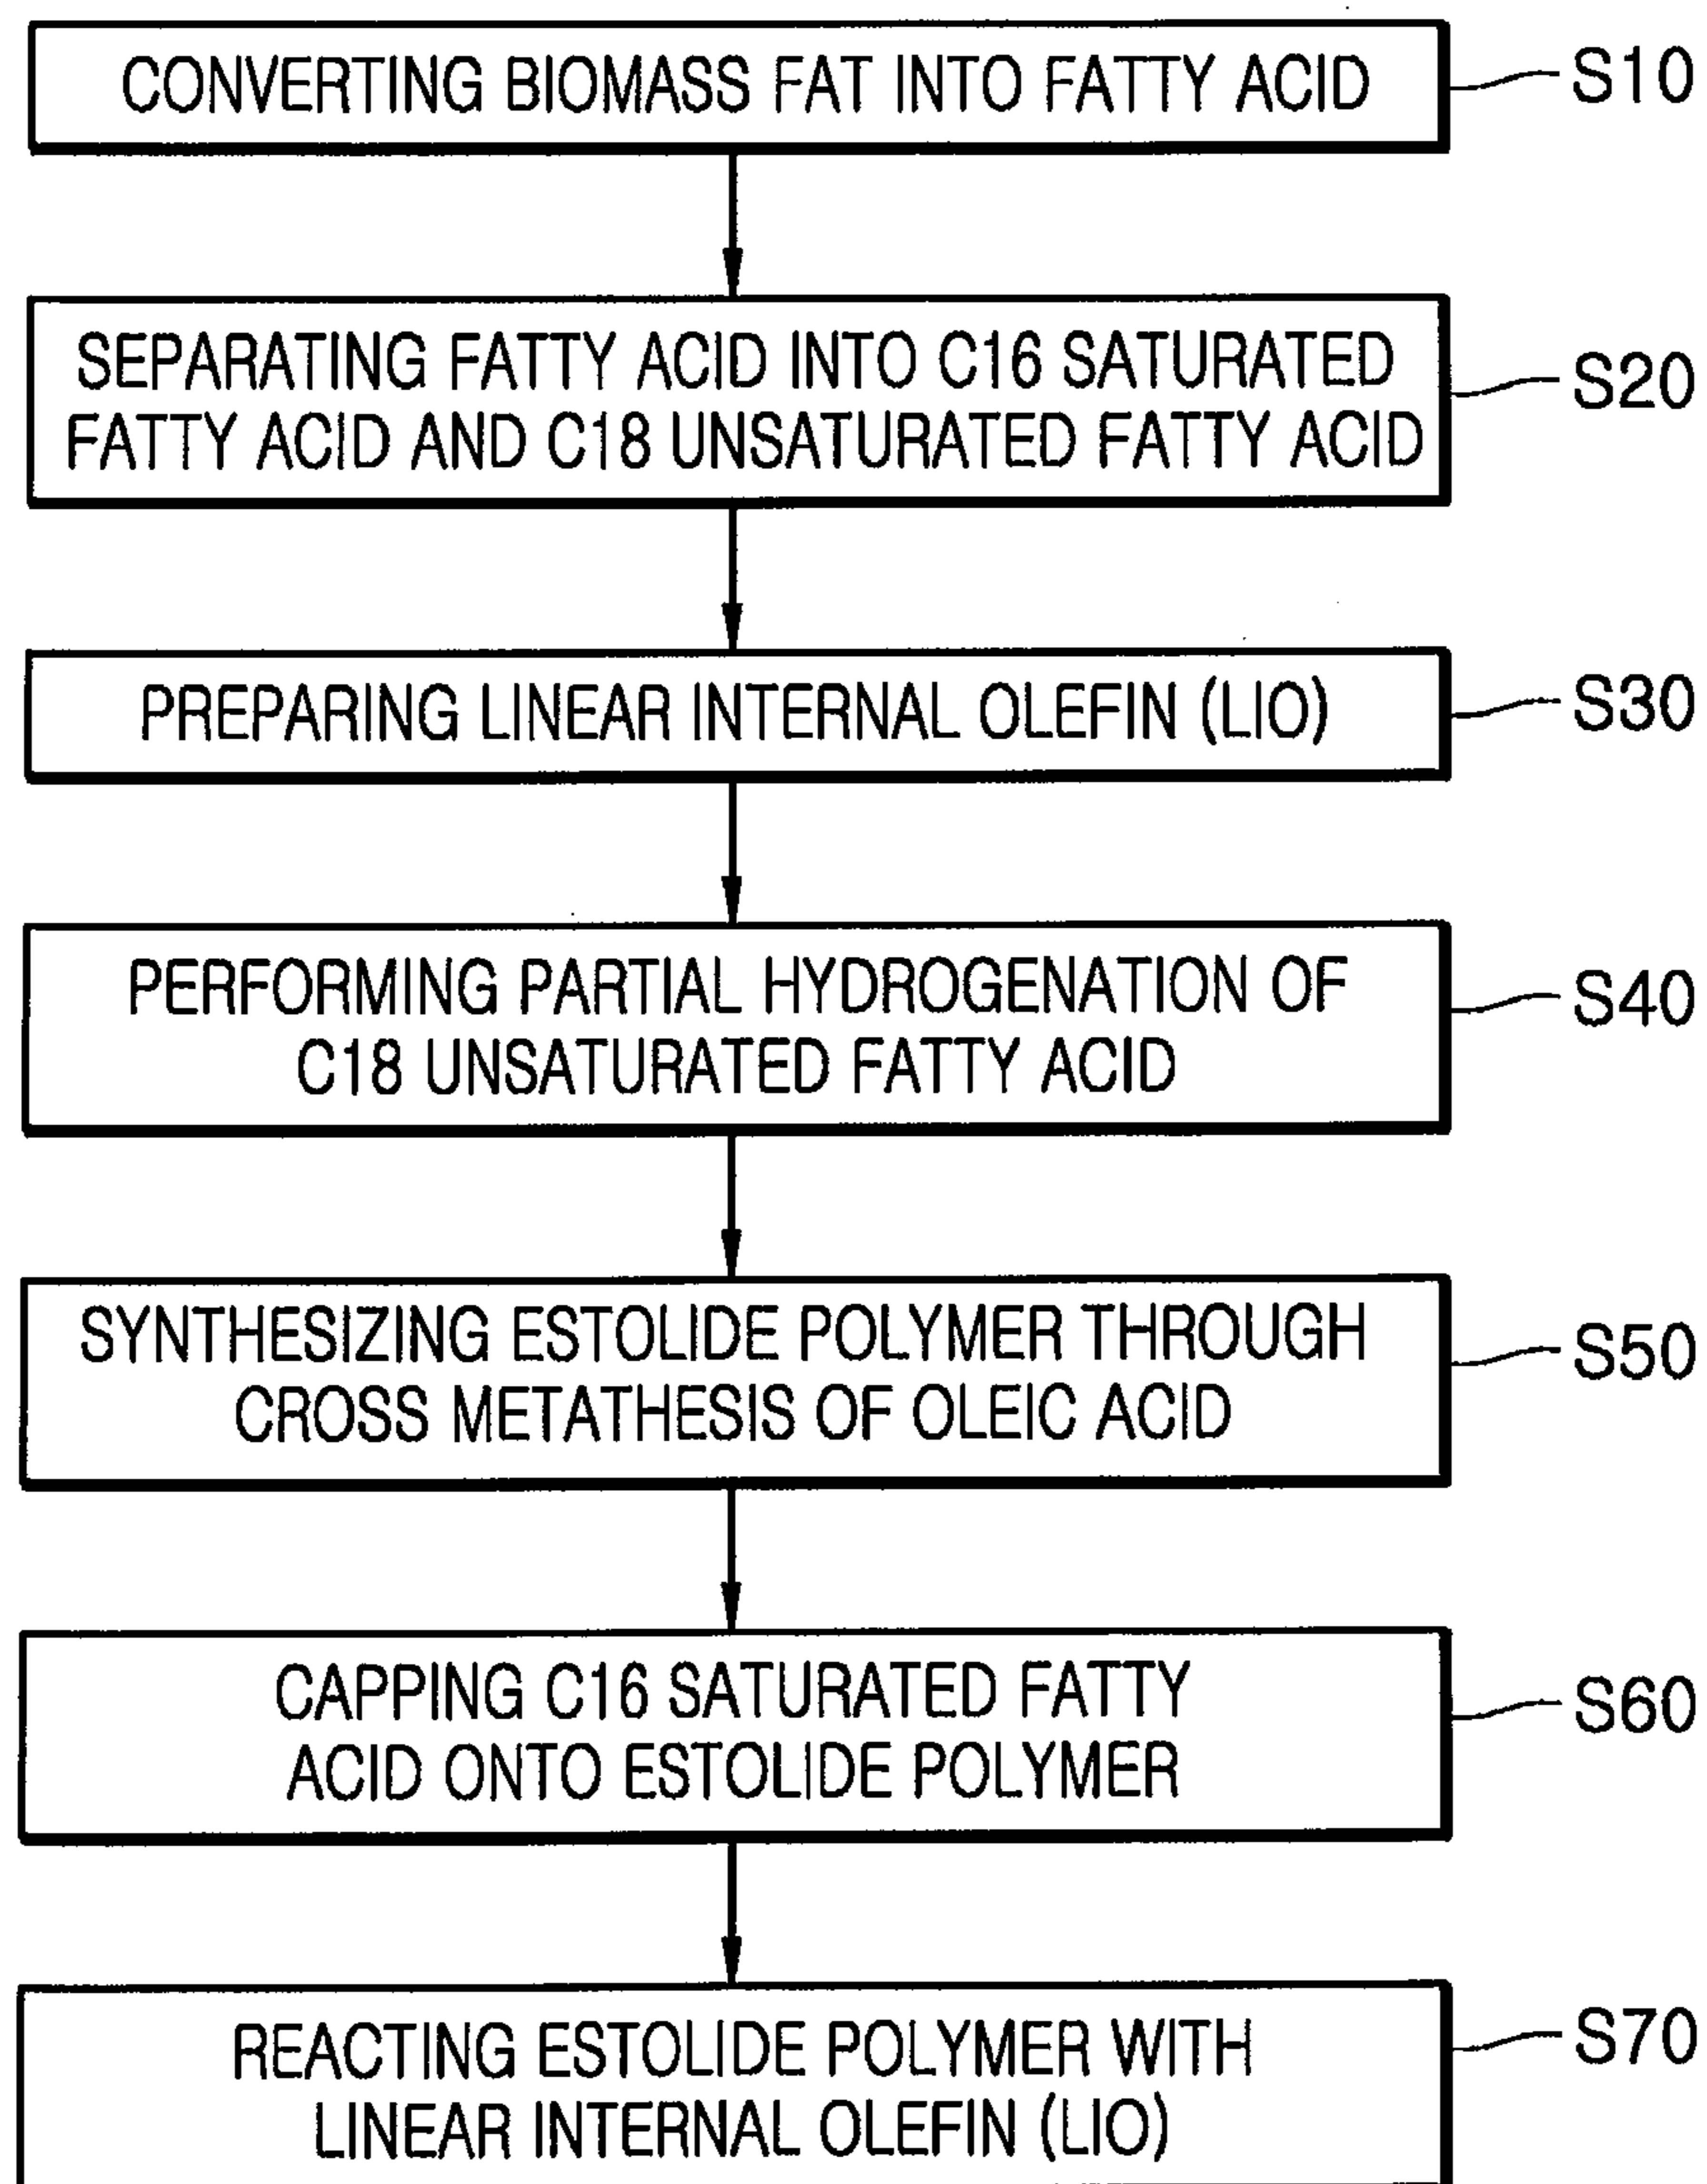 CONVERTING BIOMASS FAT INTO FATTY ACID
S10
SEPARATING FATTY ACID INTO C16 SATURATED
FATTY ACID AND C18 UNSATURATED FATTY ACID
S20
PREPARING LINEAR INTERNAL OLEFIN (LIO)
S30
PERFORMING PARTIAL HYDROGENATION OF
C18 UNSATURATED FATTY ACID
S40
SYNTHESIZING ESTOLIDE POLYMER THROUGH
CROSS METATHESIS OF OLEIC ACID
S50
CAPPING C16 SATURATED FATTY
ACID ONTO ESTOLIDE POLYMER
S60
REACTING ESTOLIDE POLYMER WITH
LINEAR INTERNAL OLEFIN (LIO)
S70